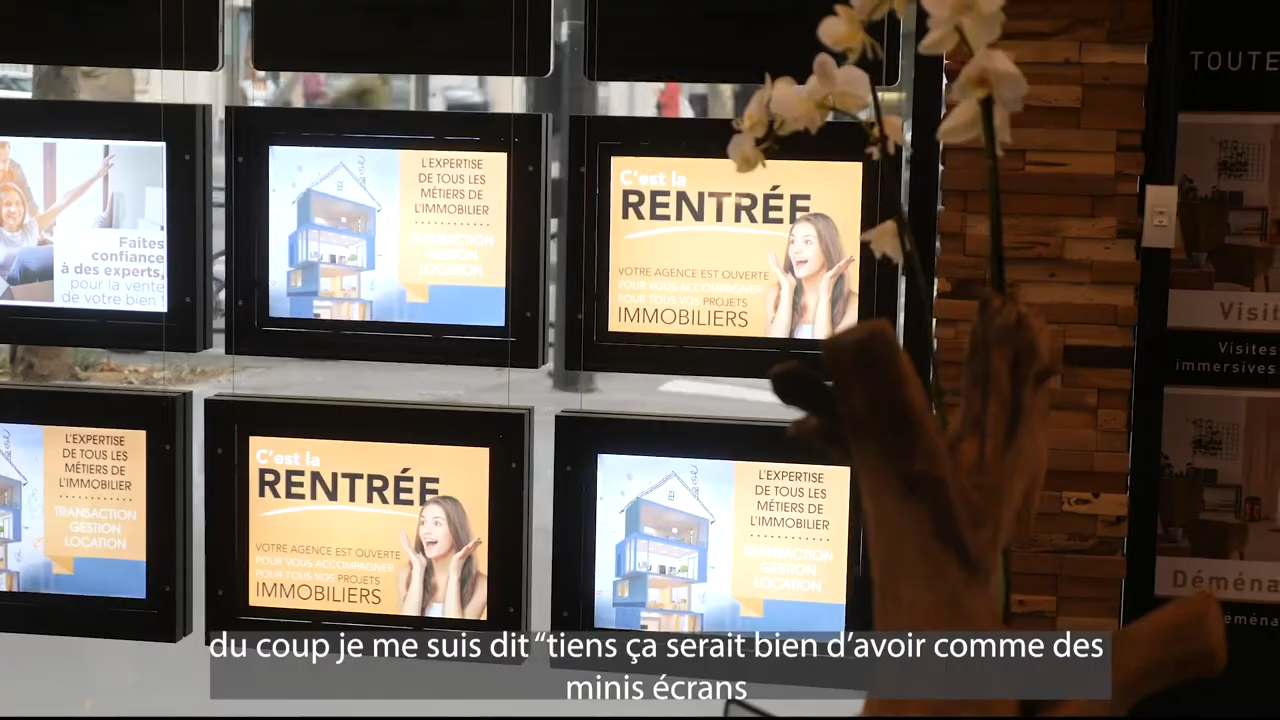 TOUTE
L'EXPERTISE
DE TOUS LES
MÉTIERS DE
L'IMMOBILIER
TRANSACTION
GESTION
LOCATION
C'est la
RENTRÉE
VOTRE AGENCE EST OUVERTE
POUR VOUS ACCOMPAGNER
POUR TOUS VOS PROJETS
IMMOBILIERS
Faites
confiance
à des experts,
pour la vente
de votre bien !
Visit
Visites
immersives
L'EXPERTISE
DE TOUS LES
MÉTIERS DE
L'IMMOBILIER
TRANSACTION
GESTION
LOCATION
C'est la
RENTRÉE
VOTRE AGENCE EST OUVERTE
POUR VOUS ACCOMPAGNER
POUR TOUS VOS PROJETS
IMMOBILIERS
L'EXPERTISE
DE TOUS LES
MÉTIERS DE
L'IMMOBILIER
TRANSACTION
GESTION
LOCATION
Déména
du coup je me suis dit “tiens ça serait bien d’avoir comme des
minis écrans